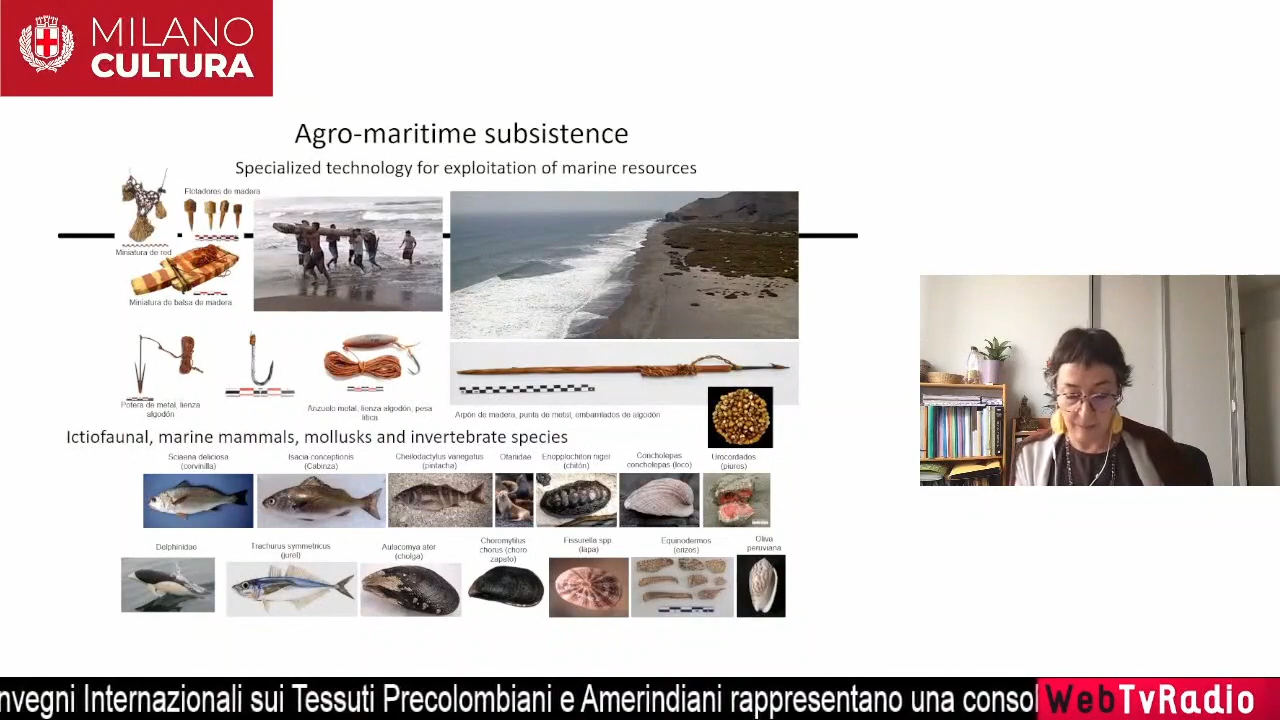 MILANO
CULTURA
Agro-maritime subsistence
Specialized technology for exploitation of marine resources
Flotadores de madera
Miniatura de red
Miniatura de balsa de madera
Potera de metal, lienza
algodón
Anzuelo metal, lienza algodón, pesa
lítica
Arpón de madera, punta de metal, embarrilados de algodón
Ictiofaunal, marine mammals, mollusks and invertebrate species
Sciaena deliciosa
(corvinilla)
Isacia conceptionis
(Cabinza)
Cheilodactylus variegatus
(pintacha)
Otariidae
Enoplochiton niger
(chitón)
Concholepas
concholepas (loco)
Urocordados
(piures)
Delphinidae
Trachurus symmetricus
(jurel)
Aulacomya ater
(cholga)
Choromytilus
chorus (choro
zapato)
Fissurella spp
(lapa)
Equinodermos
(erizos)
Oliva
peruviana
nvegni Internazionali sui Tessuti Precolombiani e Amerindiani rappresentano una consol
WebTvRadio